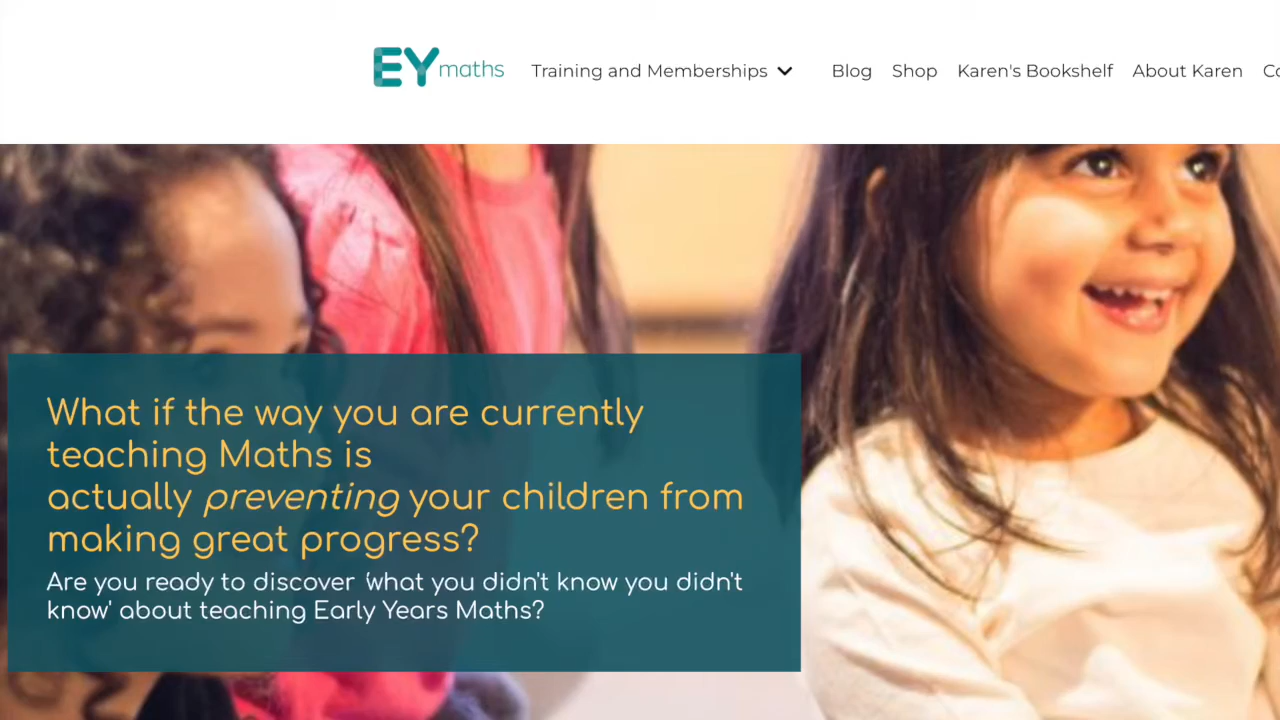 EY maths
Training and Memberships
Blog
Shop
Karen's Bookshelf
About Karen
What if the way you are currently
teaching Maths is
actually preventing your children from
making great progress?
Are you ready to discover 'what you didn't know you didn't
know' about teaching Early Years Maths?